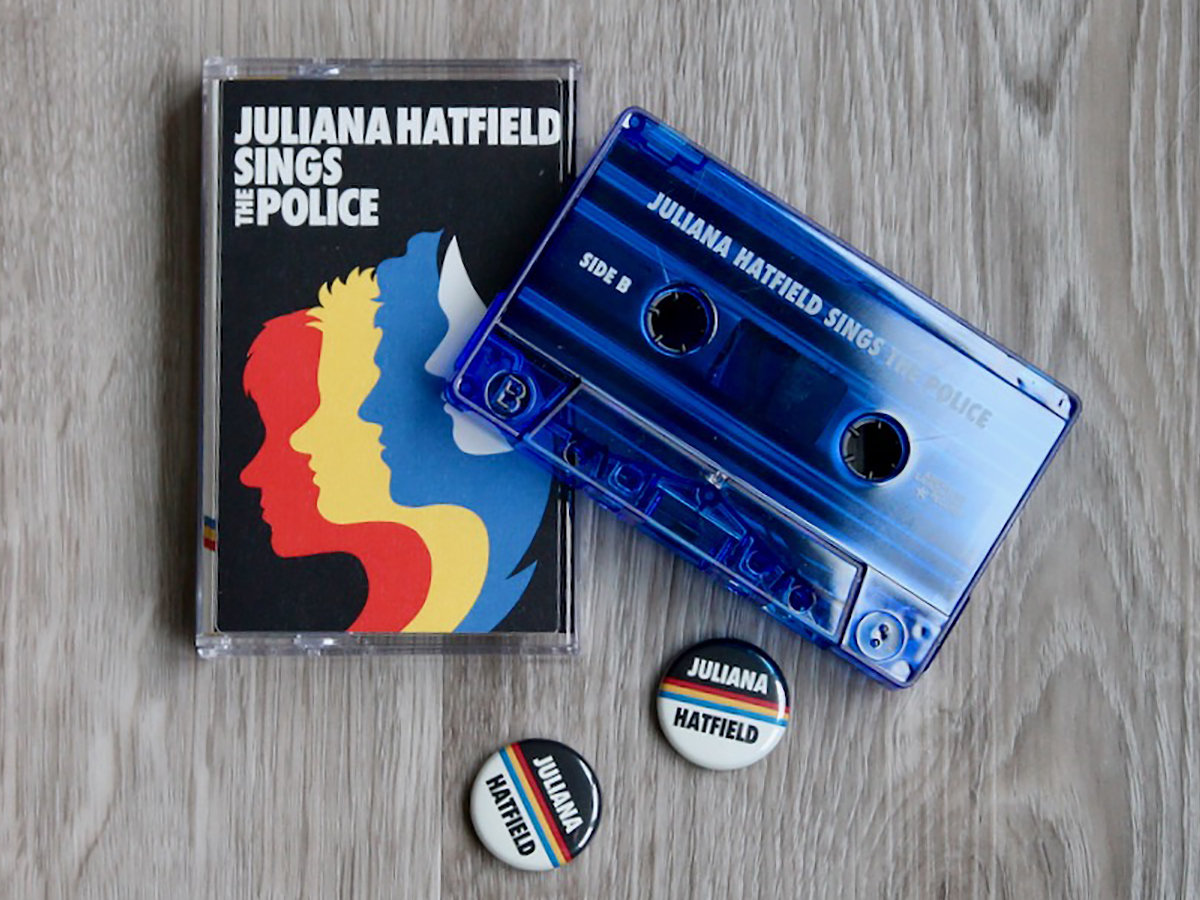 JULIANA HATFIELD
SINGS
THE POLICE
JULIANA HATFIELD SINGS THE POLICE
SIDE B
B
JULIANA
HATFIELD
JULIANA
HATFIELD